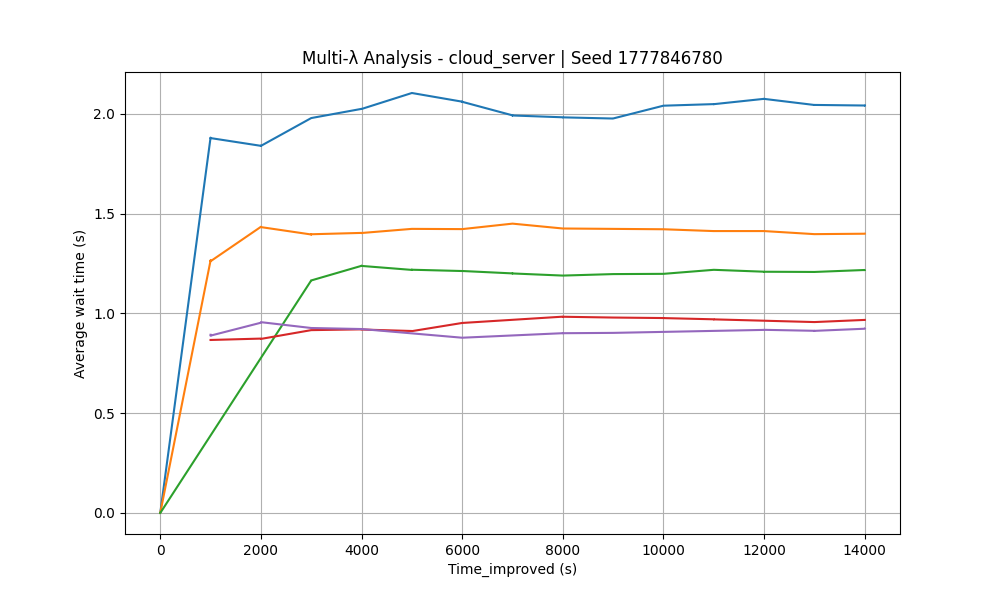 Multi-λ Analysis - cloud_server | Seed 1777846780
Average wait time (s)
2.0
1.5
1.0
0.5
0.0
0 2000 4000 6000 8000 10000 12000 14000
Time_improved (s)